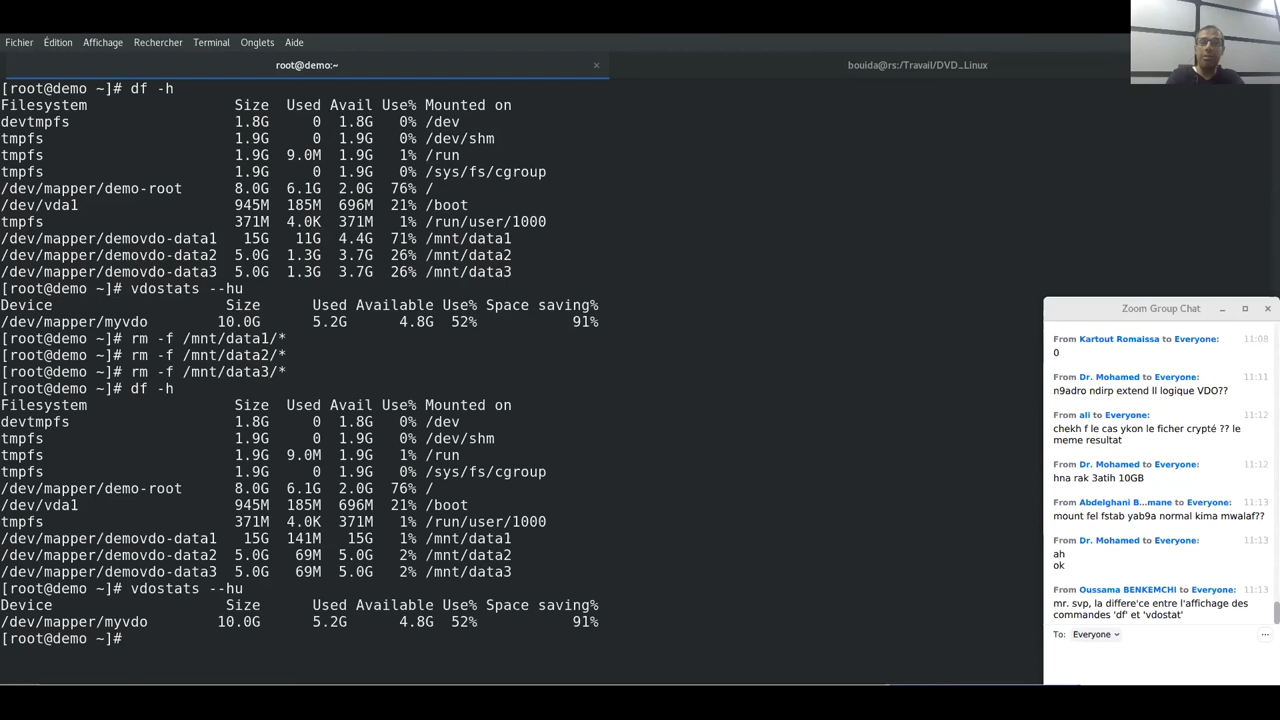 Fichier Édition Affichage Rechercher Terminal Onglets Aide
root@demo:~ × bouida@rs:/Travail/DVD_Linux
[root@demo ~]# df -h
Filesystem Size Used Avail Use% Mounted on
devtmpfs 1.8G 0 1.8G 0% /dev
tmpfs 1.9G 0 1.9G 0% /dev/shm
tmpfs 1.9G 9.0M 1.9G 1% /run
tmpfs 1.9G 0 1.9G 0% /sys/fs/cgroup
/dev/mapper/demo-root 8.0G 6.1G 2.0G 76% /
/dev/vda1 945M 185M 696M 21% /boot
tmpfs 371M 4.0K 371M 1% /run/user/1000
/dev/mapper/demovdo-data1 15G 11G 4.4G 71% /mnt/data1
/dev/mapper/demovdo-data2 5.0G 1.3G 3.7G 26% /mnt/data2
/dev/mapper/demovdo-data3 5.0G 1.3G 3.7G 26% /mnt/data3
[root@demo ~]# vdostats --hu
Device Size Used Available Use% Space saving%
/dev/mapper/myvdo 10.0G 5.2G 4.8G 52% 91%
[root@demo ~]# rm -f /mnt/data1/*
[root@demo ~]# rm -f /mnt/data2/*
[root@demo ~]# rm -f /mnt/data3/*
[root@demo ~]# df -h
Filesystem Size Used Avail Use% Mounted on
devtmpfs 1.8G 0 1.8G 0% /dev
tmpfs 1.9G 0 1.9G 0% /dev/shm
tmpfs 1.9G 9.0M 1.9G 1% /run
tmpfs 1.9G 0 1.9G 0% /sys/fs/cgroup
/dev/mapper/demo-root 8.0G 6.1G 2.0G 76% /
/dev/vda1 945M 185M 696M 21% /boot
tmpfs 371M 4.0K 371M 1% /run/user/1000
/dev/mapper/demovdo-data1 15G 141M 15G 1% /mnt/data1
/dev/mapper/demovdo-data2 5.0G 69M 5.0G 2% /mnt/data2
/dev/mapper/demovdo-data3 5.0G 69M 5.0G 2% /mnt/data3
[root@demo ~]# vdostats --hu
Device Size Used Available Use% Space saving%
/dev/mapper/myvdo 10.0G 5.2G 4.8G 52% 91%
[root@demo ~]#
Zoom Group Chat
From Kartout Romaissa to Everyone: 11:08
0
From Dr. Mohamed to Everyone: 11:11
n9adro ndirp extend ll logique VDO??
From ali to Everyone: 11:12
chekh f le cas ykon le ficher crypté ?? le
meme resultat
From Dr. Mohamed to Everyone: 11:12
hna rak 3atih 10GB
From Abdelghani B...mane to Everyone: 11:13
mount fel fstab yab9a normal kima mwalaf??
From Dr. Mohamed to Everyone: 11:13
ah
ok
From Oussama BENKEMCHI to Everyone: 11:13
mr. svp, la differe'ce entre l'affichage des
commandes 'df' et 'vdostat'
To: Everyone ...